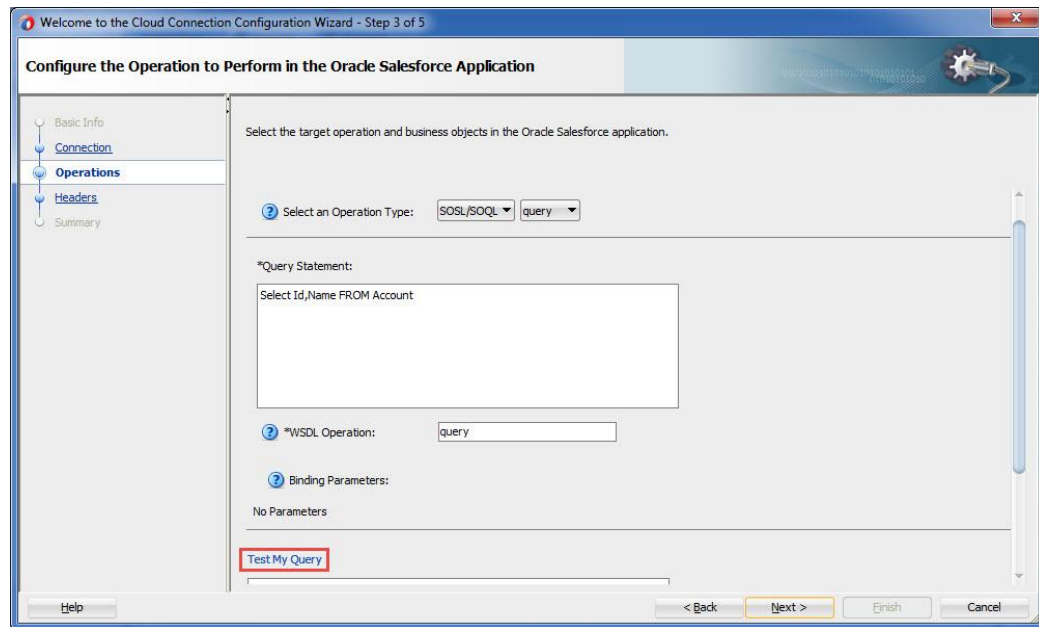 Welcome to the Cloud Connection Configuration Wizard - Step 3 of 5
Configure the Operation to Perform in the Oracle Salesforce Application
Basic Info
Connection
Operations
Headers
Summary
Select the target operation and business objects in the Oracle Salesforce application.
Select an Operation Type: SOSL/SOQL query
*Query Statement:
Select Id,Name FROM Account
*WSDL Operation: query
Binding Parameters:
No Parameters
Test My Query
Help < Back Next > Finish Cancel